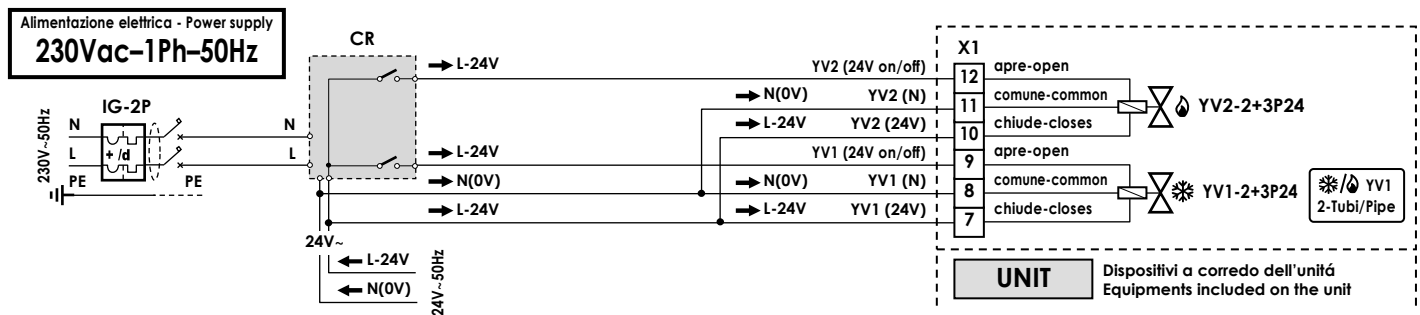 Alimentazione elettrica - Power supply
230Vac–1Ph–50Hz
CR
L-24V
YV2 (24V on/off)
N(0V)
YV2 (N)
L-24V
YV2 (24V)
L-24V
YV1 (24V on/off)
N(0V)
N(0V)
YV1 (N)
L-24V
L-24V
YV1 (24V)
IG-2P
230V~50Hz
N
L
PE
+ /d
N
L
PE
24V~
L-24V
N(0V)
24V~50Hz
X1
12
11
10
9
8
7
apre-open
comune-common
chiude-closes
apre-open
comune-common
chiude-closes
YV2-2+3P24
YV1-2+3P24
/ YV1
2-Tubi/Pipe
UNIT
Dispositivi a corredo dell'unitá
Equipments included on the unit